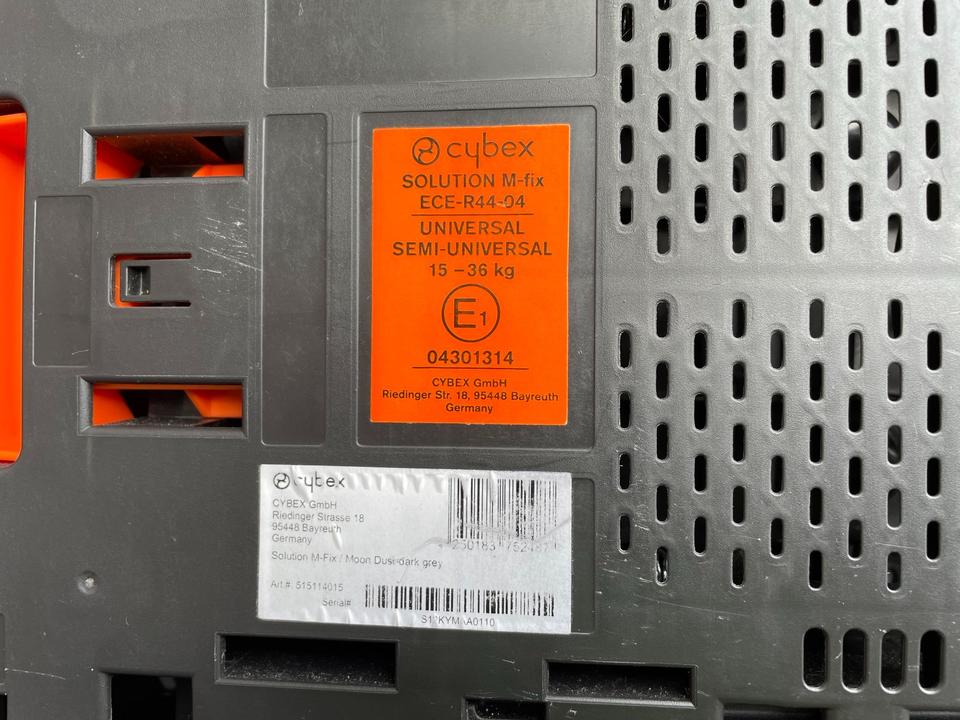 cybex
SOLUTION M-fix
ECE-R44-04
UNIVERSAL
SEMI-UNIVERSAL
15 – 36 kg
E1
04301314
CYBEX GmbH
Riedinger Str. 18, 95448 Bayreuth
Germany
cybex
CYBEX GmbH
Riedinger Strasse 18
95448 Bayreuth
Germany
Solution M-Fix / Moon Dust-dark grey
Art.#: 515114015
Serial#